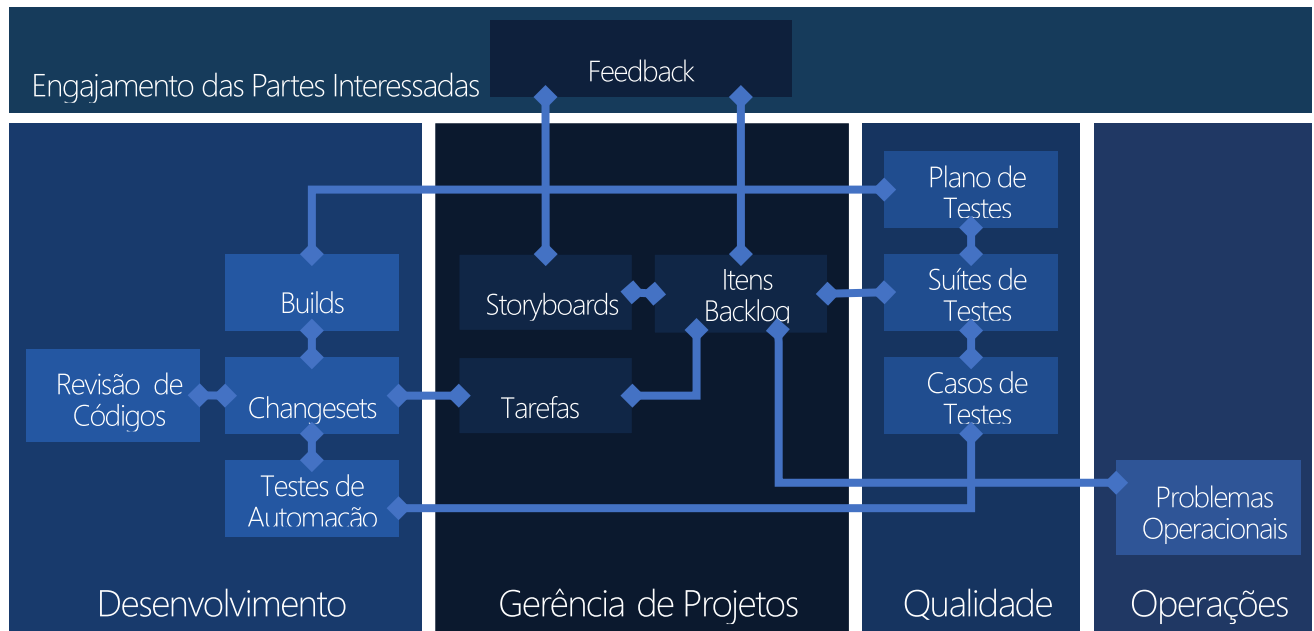 Feedback
Engajamento das Partes Interessadas
Plano de
Testes
Builds
Storyboards
Itens
Backlog
Suítes de
Testes
Revisão de
Códigos
Changesets
Tarefas
Casos de
Testes
Testes de
Automação
Problemas
Operacionais
Desenvolvimento
Gerência de Projetos
Qualidade
Operações